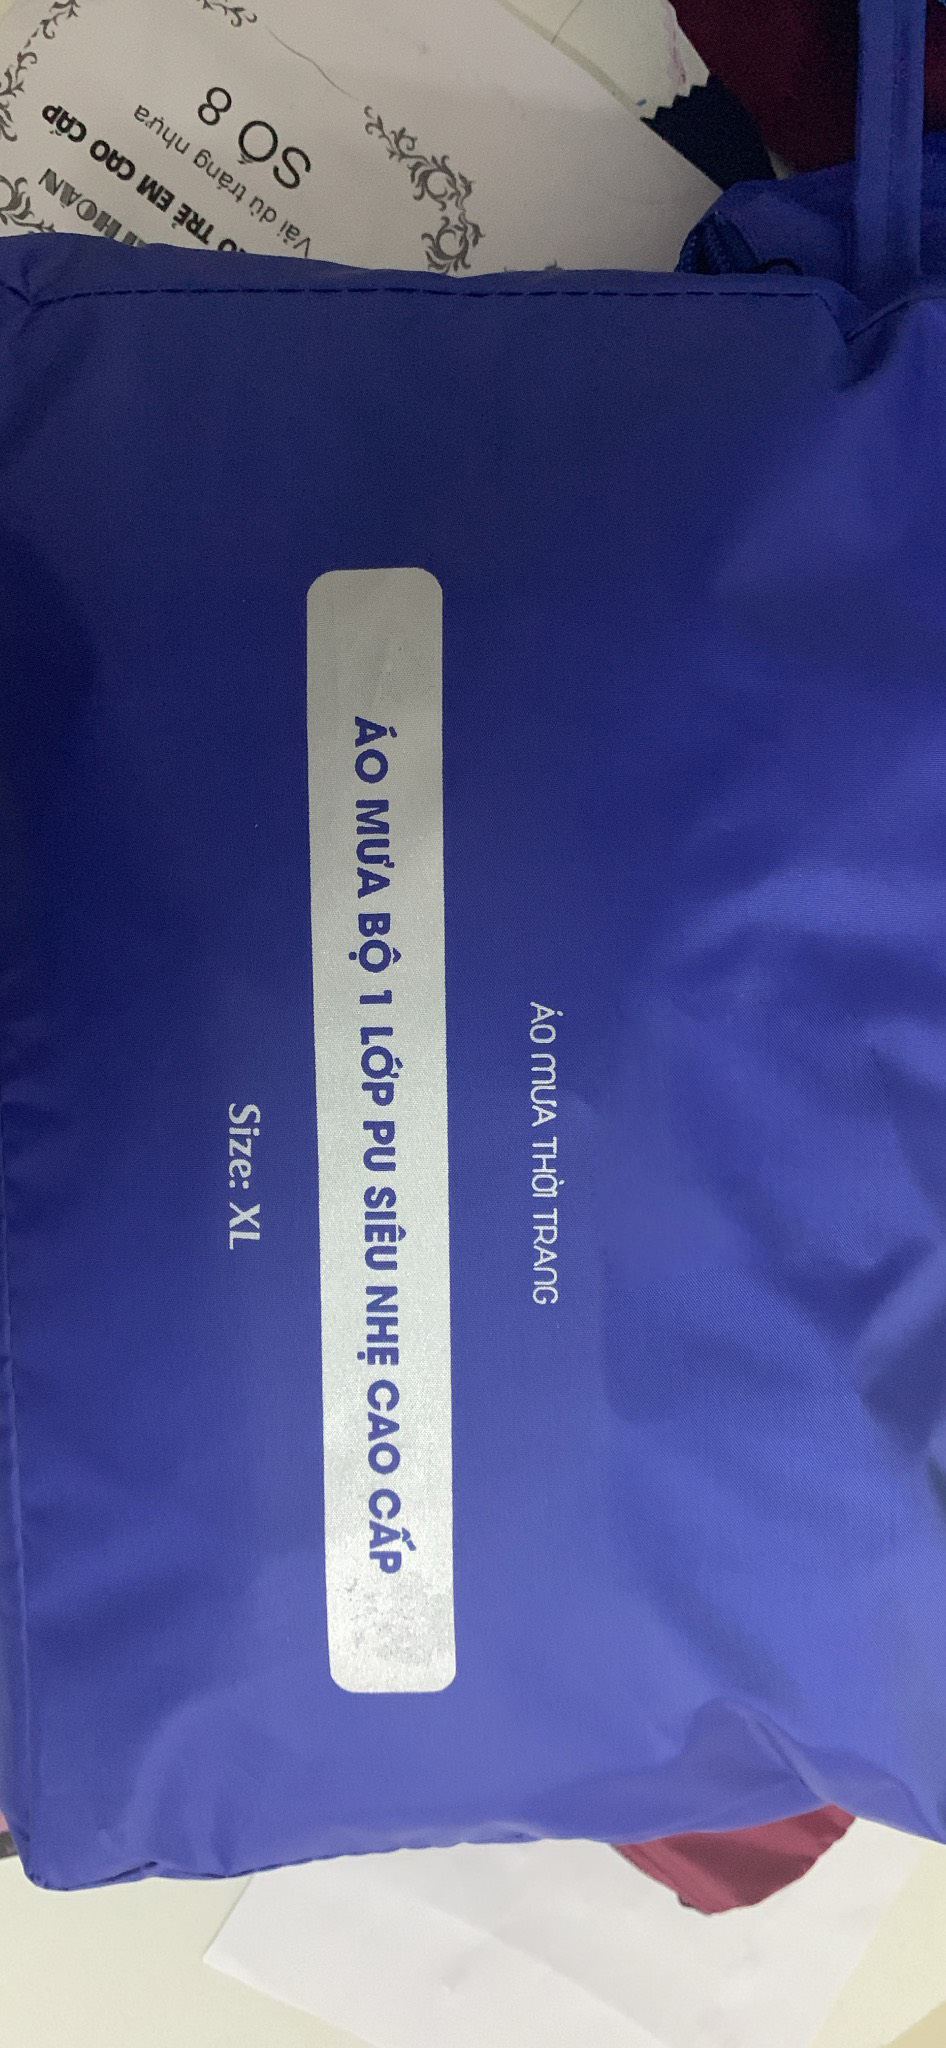 ÁO MƯA THỜI TRANG
ÁO MƯA BỘ 1 LỚP PU SIÊU NHẸ CAO CẤP
Size: XL
TRẺ EM CAO CẤP
Vải dù tráng nhựa
SỐ 8